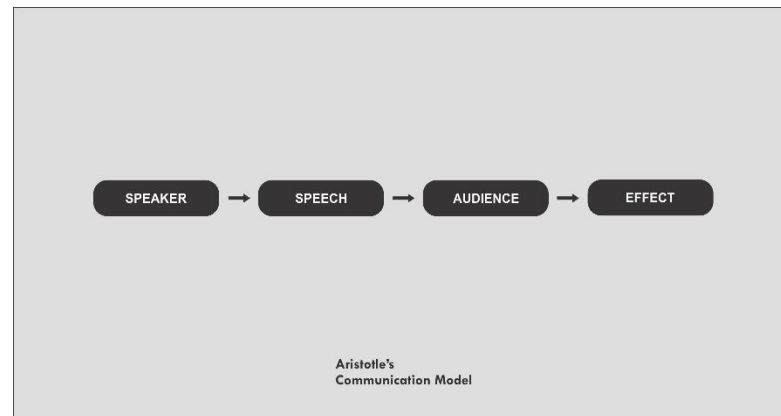 SPEAKER SPEECH AUDIENCE EFFECT
Aristotle's
Communication Model